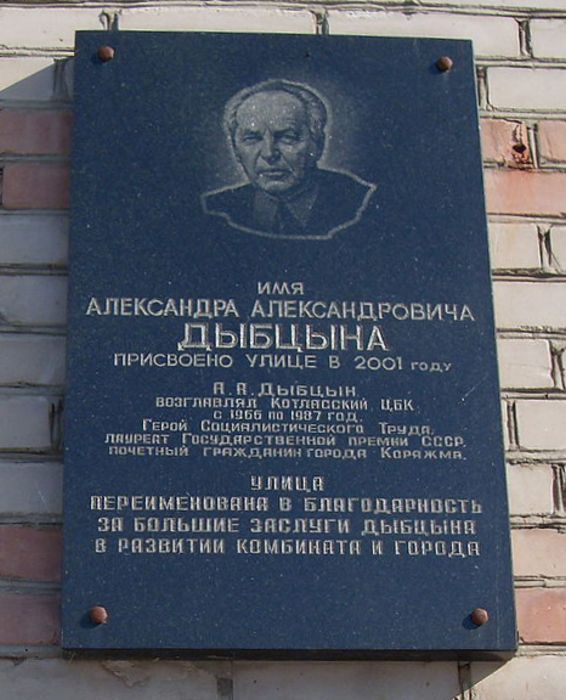 ИМЯ
АЛЕКСАНДРА АЛЕКСАНДРОВИЧА
ДЫБЦЫНА
ПРИСВОЕНО УЛИЦЕ В 2001 ГОДУ
А. А. ДЫБЦЫН
ВОЗГЛАВЛЯЛ КОТЛАССКИЙ ЦБК
С 1966 ПО 1987 ГОД.
ГЕРОЙ СОЦИАЛИСТИЧЕСКОГО ТРУДА,
ЛАУРЕАТ ГОСУДАРСТВЕННОЙ ПРЕМИИ СССР,
ПОЧЕТНЫЙ ГРАЖДАНИН ГОРОДА КОРЯЖМА.
УЛИЦА
ПЕРЕИМЕНОВАНА В БЛАГОДАРНОСТЬ
ЗА БОЛЬШИЕ ЗАСЛУГИ ДЫБЦЫНА
В РАЗВИТИИ КОМБИНАТА И ГОРОДА